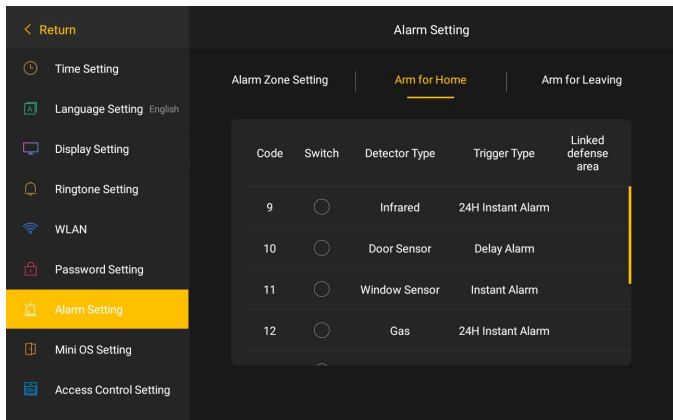 Return
Alarm Setting
Time Setting
Language Setting English
Display Setting
Ringtone Setting
WLAN
Password Setting
Alarm Setting
Mini OS Setting
Access Control Setting
Alarm Zone Setting Arm for Home Arm for Leaving
Code Switch Detector Type Trigger Type Linked defense area
9 Infrared 24H Instant Alarm
10 Door Sensor Delay Alarm
11 Window Sensor Instant Alarm
12 Gas 24H Instant Alarm